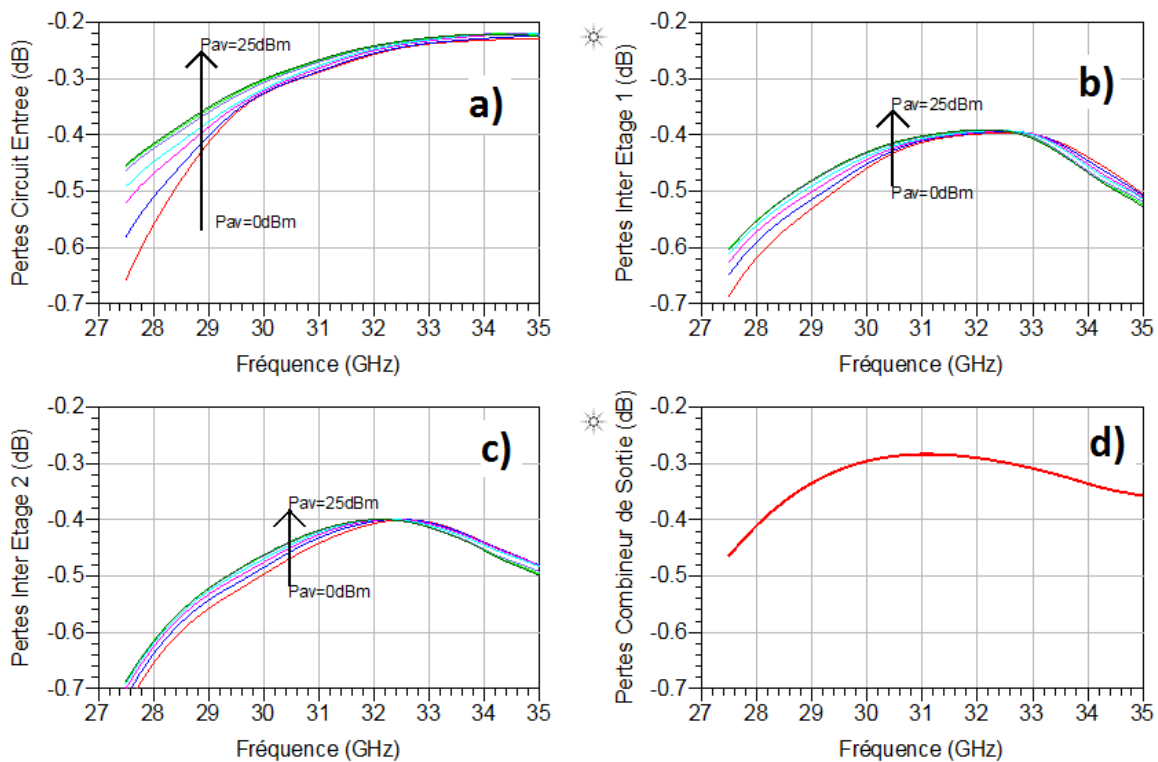 Pertes Circuit Entree (dB)
-0.2
-0.3
-0.4
-0.5
-0.6
-0.7
Pav=25dBm
a)
Pav=0dBm
27 28 29 30 31 32 33 34 35
Fréquence (GHz)
Pertes Inter Etage 1 (dB)
-0.2
-0.3
-0.4
-0.5
-0.6
-0.7
b)
Pav=25dBm
Pav=0dBm
27 28 29 30 31 32 33 34 35
Fréquence (GHz)
Pertes Inter Etage 2 (dB)
-0.2
-0.3
-0.4
-0.5
-0.6
-0.7
c)
Pav=25dBm
Pav=0dBm
27 28 29 30 31 32 33 34 35
Fréquence (GHz)
Pertes Combineur de Sortie (dB)
-0.2
-0.3
-0.4
-0.5
-0.6
-0.7
d)
27 28 29 30 31 32 33 34 35
Fréquence (GHz)